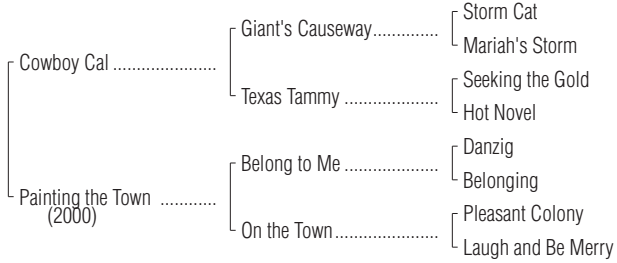 Storm Cat
Giant's Causeway..............
Mariah's Storm
Cowboy Cal ......................
Seeking the Gold
Texas Tammy ....................
Hot Novel
Danzig
Belong to Me ....................
Belonging
Painting the Town ............
(2000)
Pleasant Colony
On the Town......................
Laugh and Be Merry